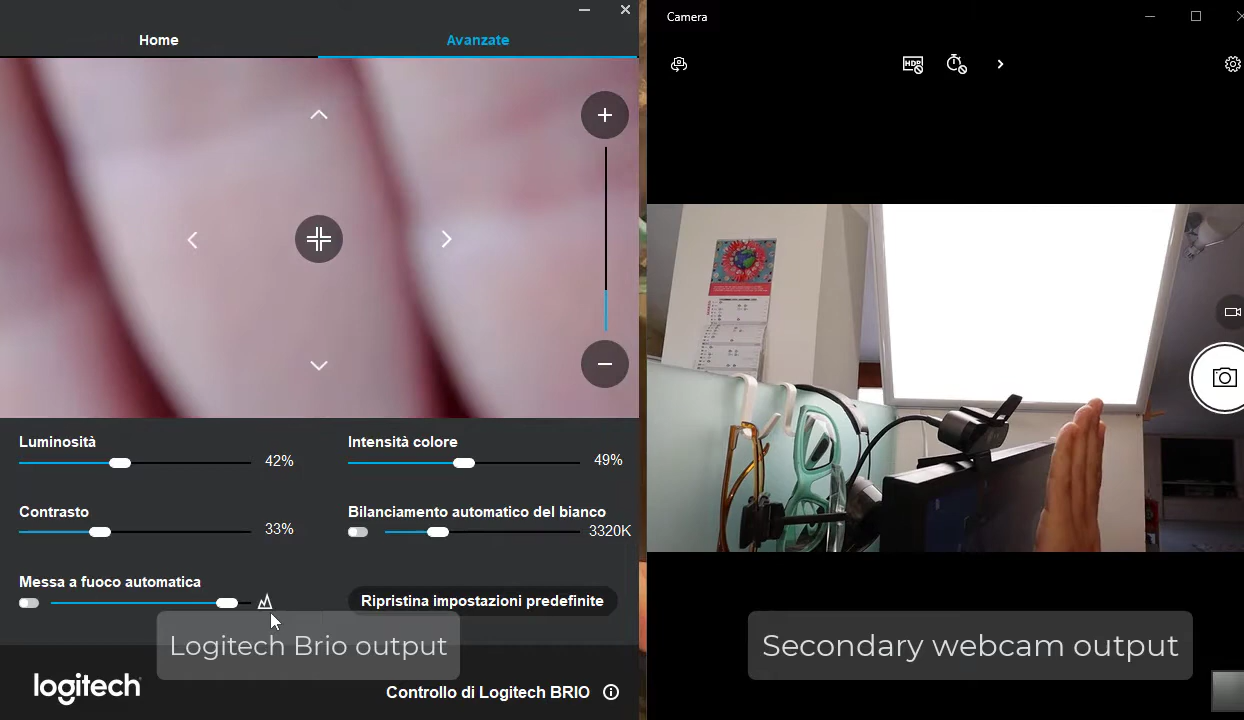 Home
Avanzate
Luminosità
42%
Intensità colore
49%
Contrasto
33%
Bilanciamento automatico del bianco
3320K
Messa a fuoco automatica
Ripristina impostazioni predefinite
Logitech Brio output
logitech
Controllo di Logitech BRIO
Camera
HDR
Secondary webcam output